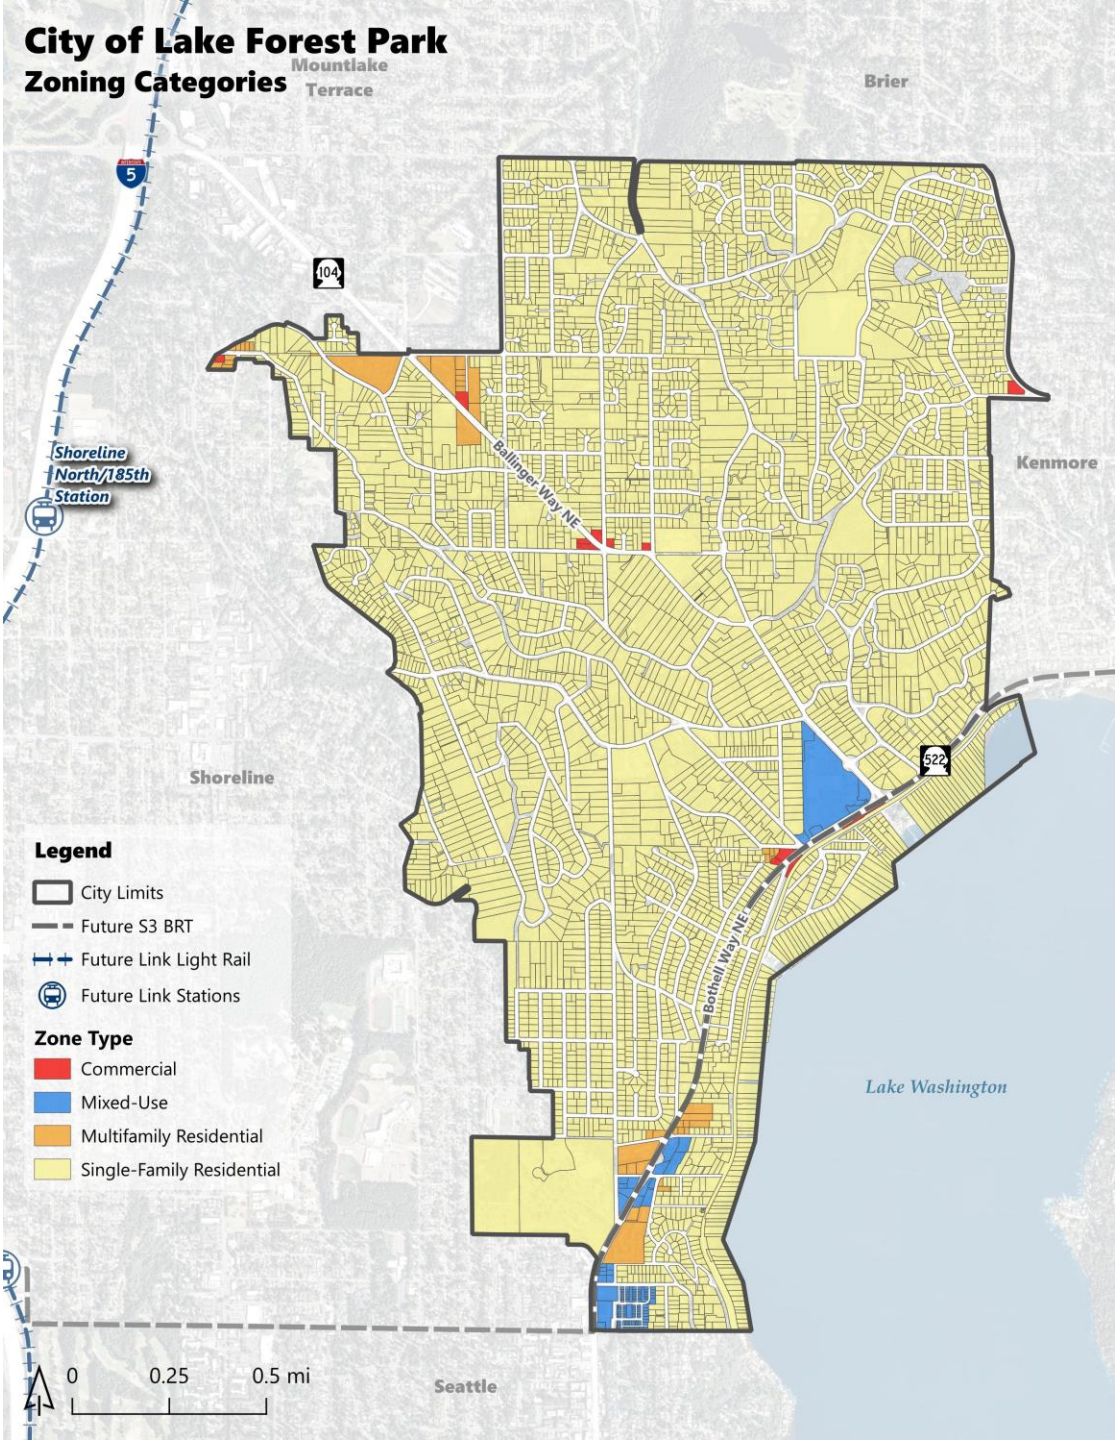 City of Lake Forest Park
Zoning Categories
Mountlake
Terrace
Brier
INTERSTATE
5
104
Shoreline
North/185th
Station
Kenmore
Ballinger Way NE
Shoreline
522
Legend
City Limits
Future S3 BRT
Future Link Light Rail
Future Link Stations
Zone Type
Commercial
Mixed-Use
Multifamily Residential
Single-Family Residential
Bothell Way NE
Lake Washington
0 0.25 0.5 mi
Seattle